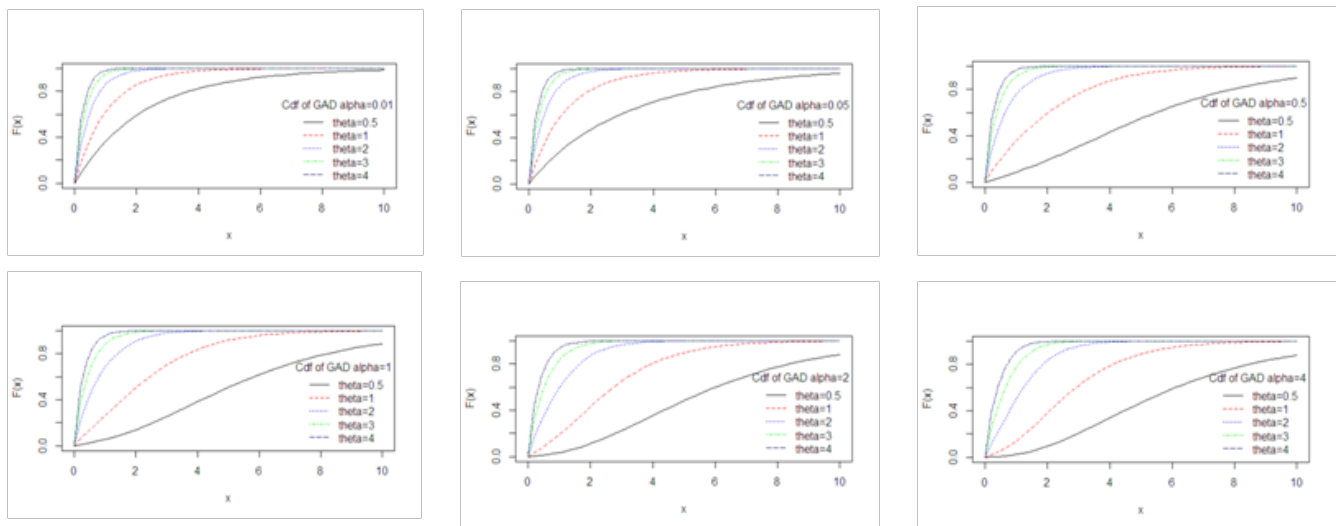 F(x)
0.8
0.4
0.0
Cdf of GAD alpha=0.01
theta=0.5
theta=1
theta=2
theta=3
theta=4
0 2 4 6 8 10
x
F(x)
0.8
0.4
0.0
Cdf of GAD alpha=0.05
theta=0.5
theta=1
theta=2
theta=3
theta=4
0 2 4 6 8 10
x
F(x)
0.8
0.4
0.0
Cdf of GAD alpha=0.5
theta=0.5
theta=1
theta=2
theta=3
theta=4
0 2 4 6 8 10
x
F(x)
0.8
0.4
0.0
Cdf of GAD alpha=1
theta=0.5
theta=1
theta=2
theta=3
theta=4
0 2 4 6 8 10
x
F(x)
0.8
0.4
0.0
Cdf of GAD alpha=2
theta=0.5
theta=1
theta=2
theta=3
theta=4
0 2 4 6 8 10
x
F(x)
0.8
0.4
0.0
Cdf of GAD alpha=4
theta=0.5
theta=1
theta=2
theta=3
theta=4
0 2 4 6 8 10
x